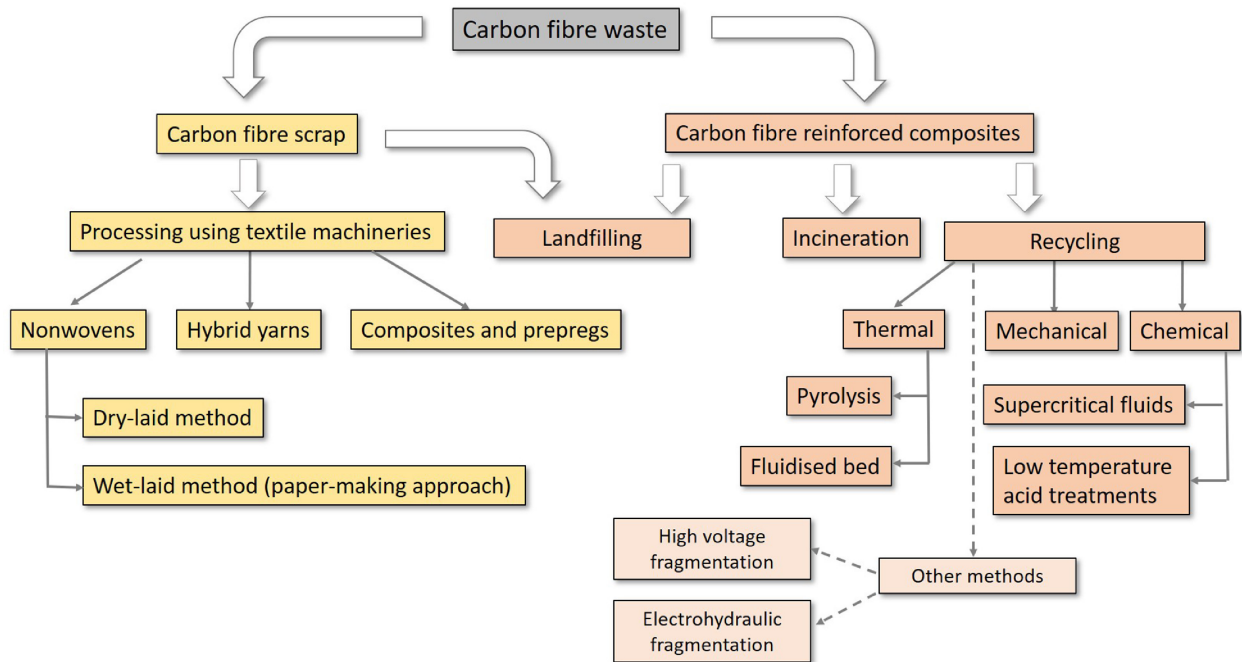 Carbon fibre waste
Carbon fibre scrap
Carbon fibre reinforced composites
Processing using textile machineries
Landfilling
Incineration
Recycling
Nonwovens
Hybrid yarns
Composites and prepregs
Thermal
Mechanical
Chemical
Dry-laid method
Wet-laid method (paper-making approach)
Pyrolysis
Fluidised bed
Supercritical fluids
Low temperature
acid treatments
High voltage
fragmentation
Other methods
Electrohydraulic
fragmentation